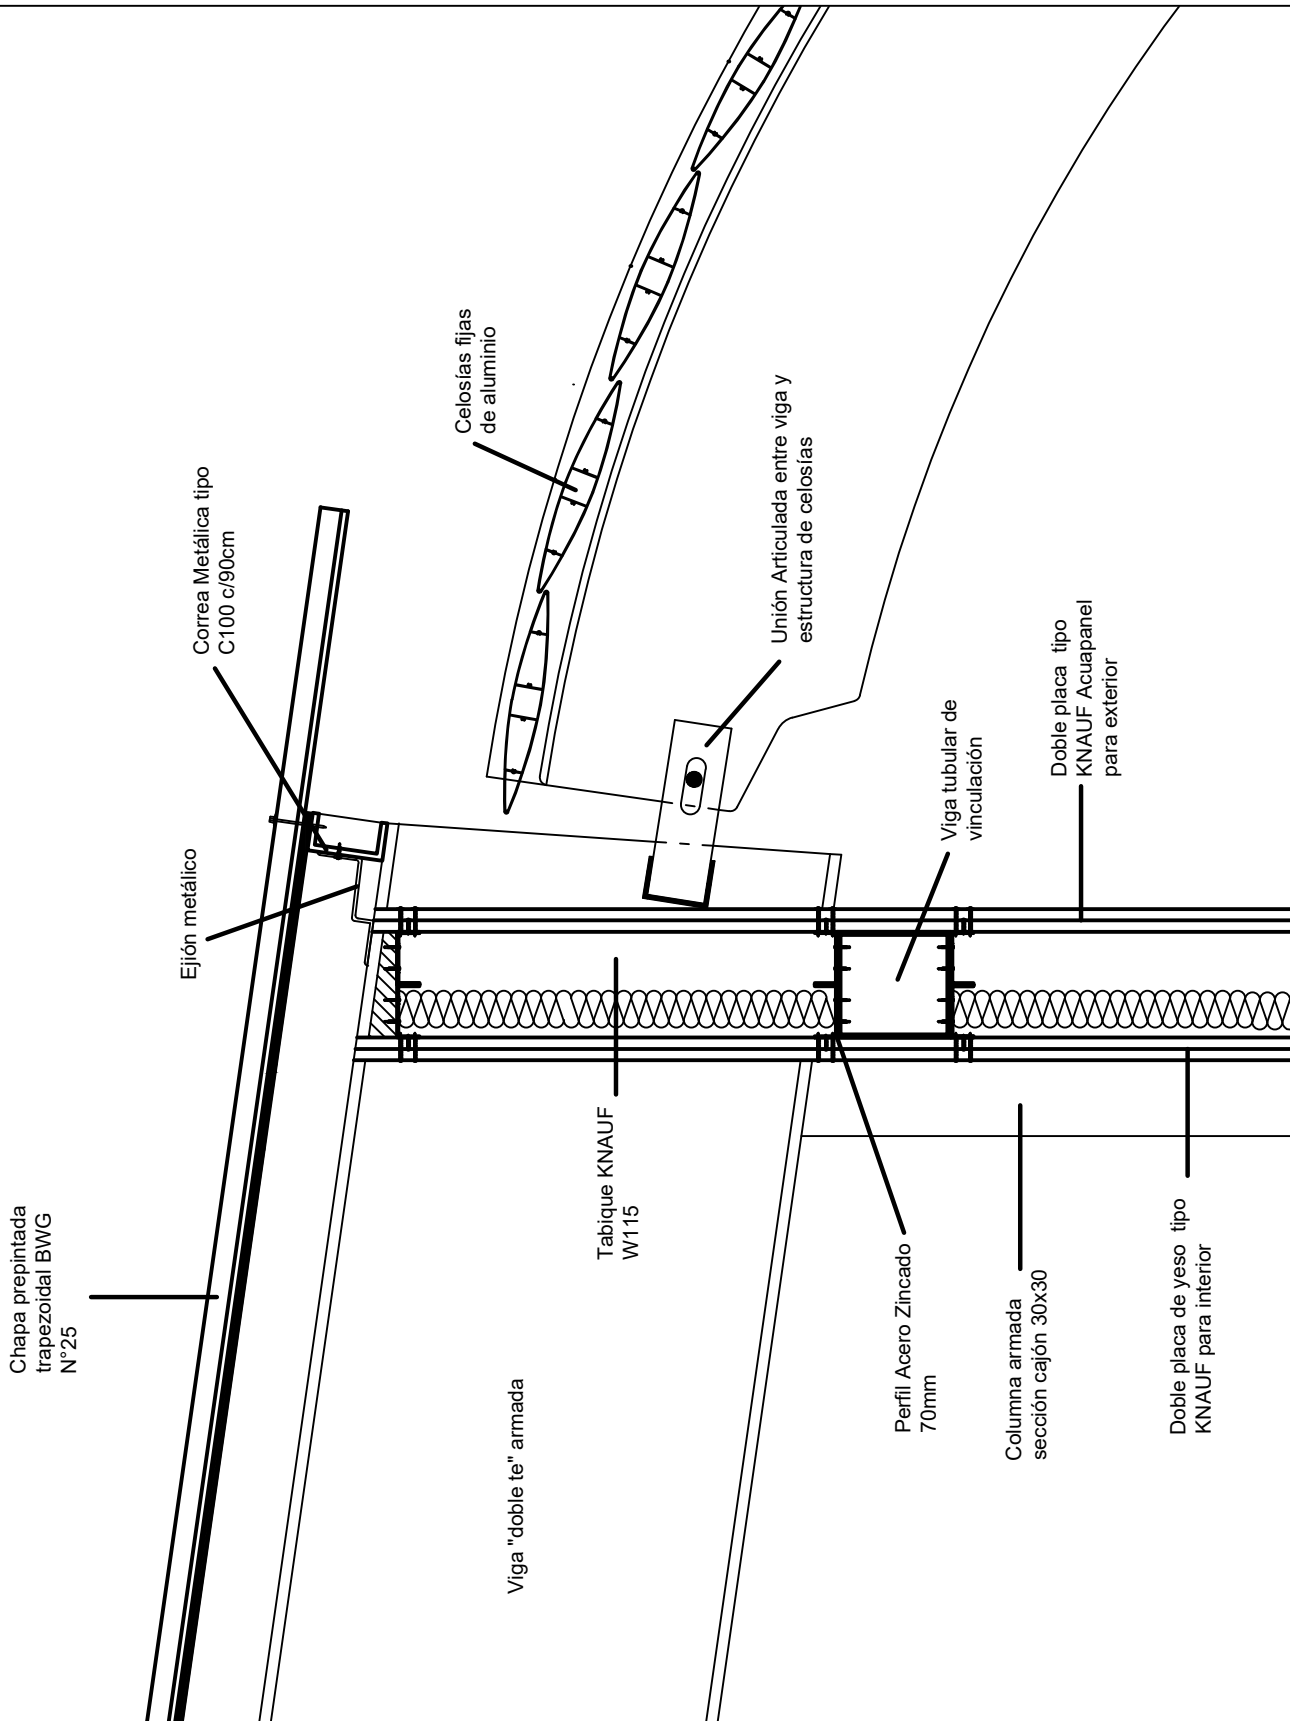 Chapa prepintada
trapezoidal BWG
N°25
Ejión metálico
Correa Metálica tipo
C100 c/90cm
Celosías fijas
de aluminio
Unión Articulada entre viga y
estructura de celosías
Viga tubular de
vinculación
Doble placa tipo
KNAUF Acuapanel
para exterior
Tabique KNAUF
W115
Viga "doble te" armada
Perfil Acero Zincado
70mm
Columna armada
sección cajón 30x30
Doble placa de yeso tipo
KNAUF para interior